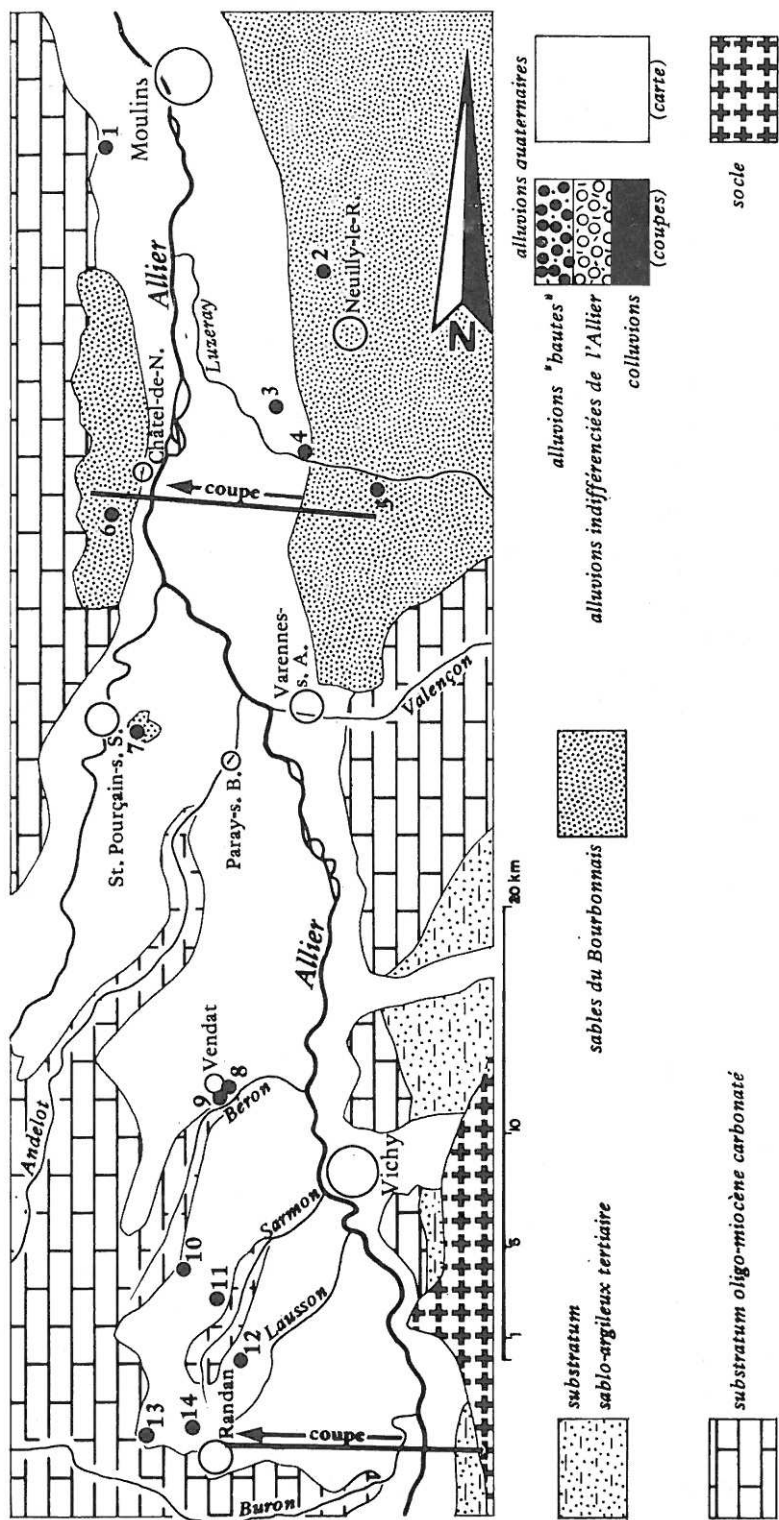 Moulins
1
Allier
Luzeray
2
Neuilly-le-R.
N
Châtel-de-N.
3
4
coupe
5
6
St. Pourçain-s. S.
7
Varennes-
s. A.
Valençon
Paray-s. B.
Allier
20 km
10
5
1
Andelot
Vendat
9
8
Béron
Vichy
Sarmon
10
11
12
Lausson
13
14
Randan
coupe
Buron
substratum
sablo-argileux tertiaire
sables du Bourbonnais
alluvions quaternaires
alluvions "hautes"
alluvions indifférenciées de l'Allier
colluvions
(coupes)
(carte)
substratum oligo-miocène carbonaté
socle